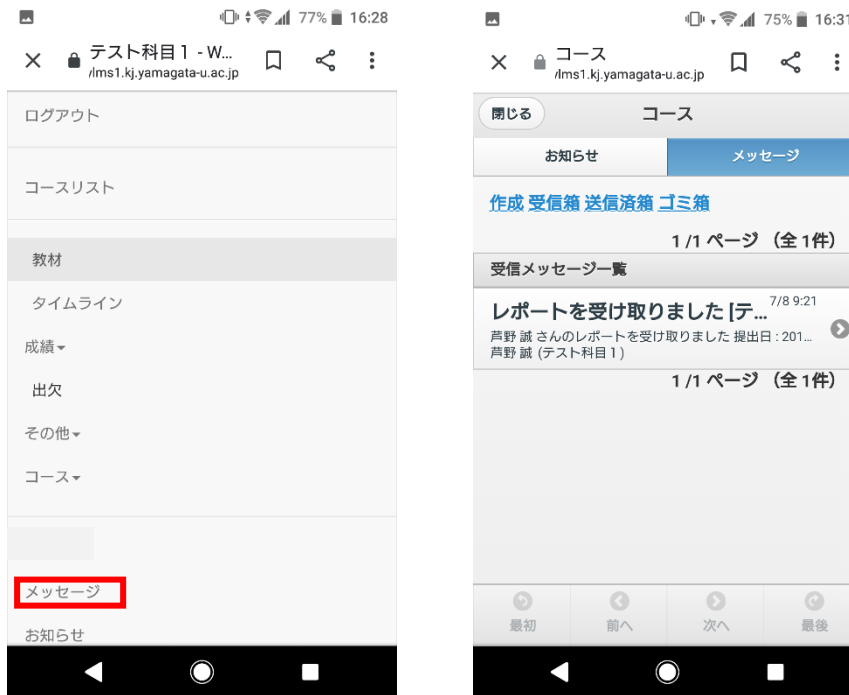 77% 16:28
テスト科目1 - W...
/lms1.kj.yamagata-u.ac.jp
ログアウト
コースリスト
教材
タイムライン
成績
出欠
その他
コース
メッセージ
お知らせ
75% 16:31
コース
/lms1.kj.yamagata-u.ac.jp
閉じる コース
お知らせ メッセージ
作成 受信箱 送信済箱 ゴミ箱
1 /1 ページ (全 1件)
受信メッセージ一覧
レポートを受け取りました [テ... 7/8 9:21
芦野 誠 さんのレポートを受け取りました 提出日 : 201...
芦野 誠 (テスト科目1)
1 /1 ページ (全 1件)
最初 前へ 次へ 最後